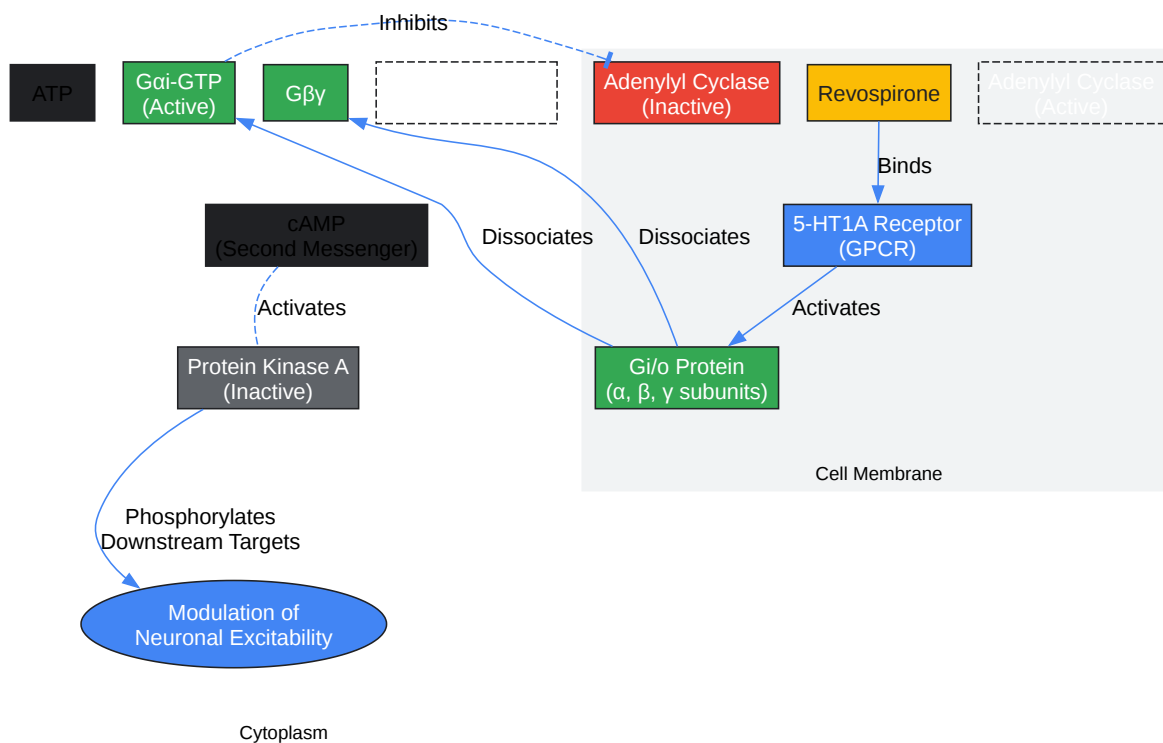 Inhibits
ATP
Gαi-GTP
(Active)
Gβγ
Adenylyl Cyclase
(Inactive)
Revospirone
Adenylyl Cyclase
(Active)
Binds
cAMP
(Second Messenger)
Dissociates
Dissociates
5-HT1A Receptor
(GPCR)
Activates
Activates
Protein Kinase A
(Inactive)
Gi/o Protein
(α, β, γ subunits)
Cell Membrane
Phosphorylates
Downstream Targets
Modulation of
Neuronal Excitability
Cytoplasm